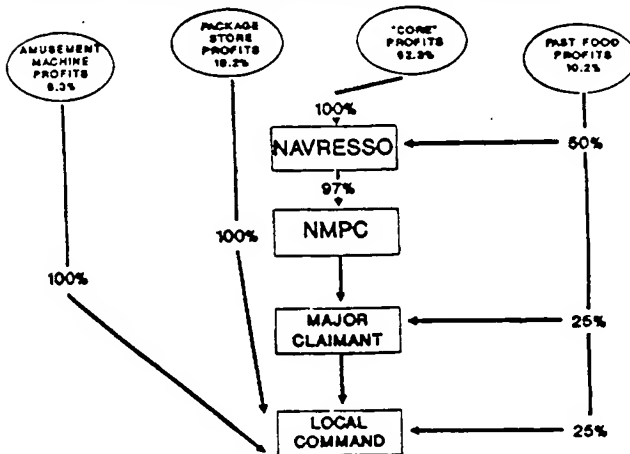 AMUSEMENT
MACHINE
PROFITS
8.3%
PACKAGE
STORE
PROFITS
19.2%
"CORE"
PROFITS
62.3%
FAST FOOD
PROFITS
10.2%
100%
NAVRESSO
50%
97%
NMPC
100%
100%
MAJOR
CLAIMANT
25%
LOCAL
COMMAND
25%